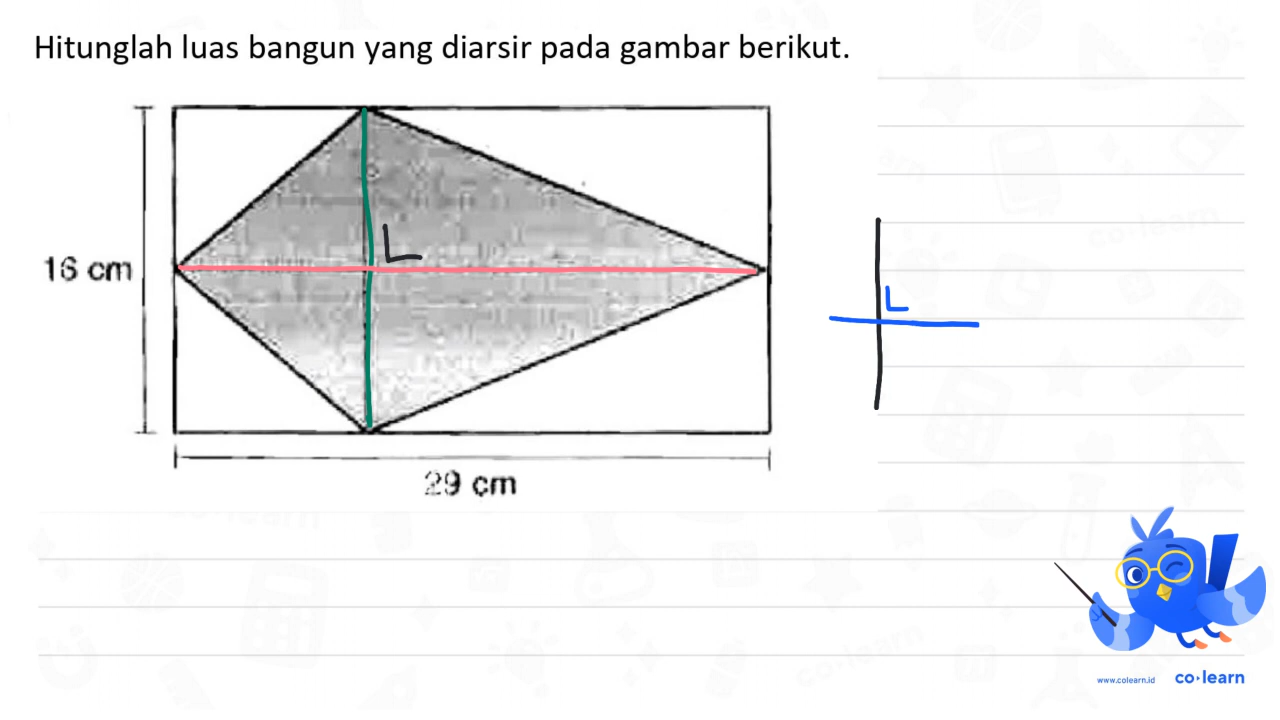 Hitunglah luas bangun yang diarsir pada gambar berikut.
16 cm
29 cm
www.colearn.id
co·learn